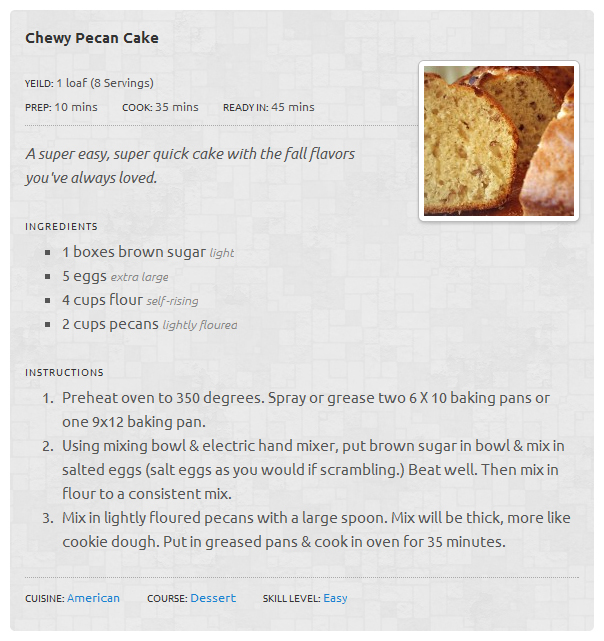 Chewy Pecan Cake
YEILD: 1 loaf (8 Servings)
PREP: 10 mins COOK: 35 mins READY IN: 45 mins
A super easy, super quick cake with the fall flavors
you've always loved.
INGREDIENTS
1 boxes brown sugar light
5 eggs extra large
4 cups flour self-rising
2 cups pecans lightly floured
INSTRUCTIONS
1. Preheat oven to 350 degrees. Spray or grease two 6 X 10 baking pans or
one 9x12 baking pan.
2. Using mixing bowl & electric hand mixer, put brown sugar in bowl & mix in
salted eggs (salt eggs as you would if scrambling.) Beat well. Then mix in
flour to a consistent mix.
3. Mix in lightly floured pecans with a large spoon. Mix will be thick, more like
cookie dough. Put in greased pans & cook in oven for 35 minutes.
CUISINE: American COURSE: Dessert SKILL LEVEL: Easy